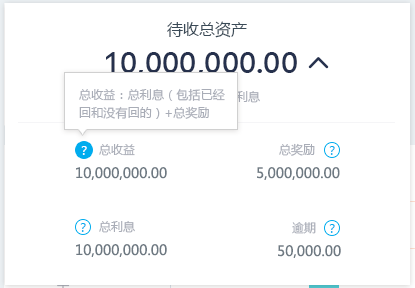 待收总资产
10,000,000.00
总收益：总利息（包括已经
回和没有回的）+总奖励
利息
? 总收益
总奖励 ?
10,000,000.00
5,000,000.00
? 总利息
逾期 ?
10,000,000.00
50,000.00